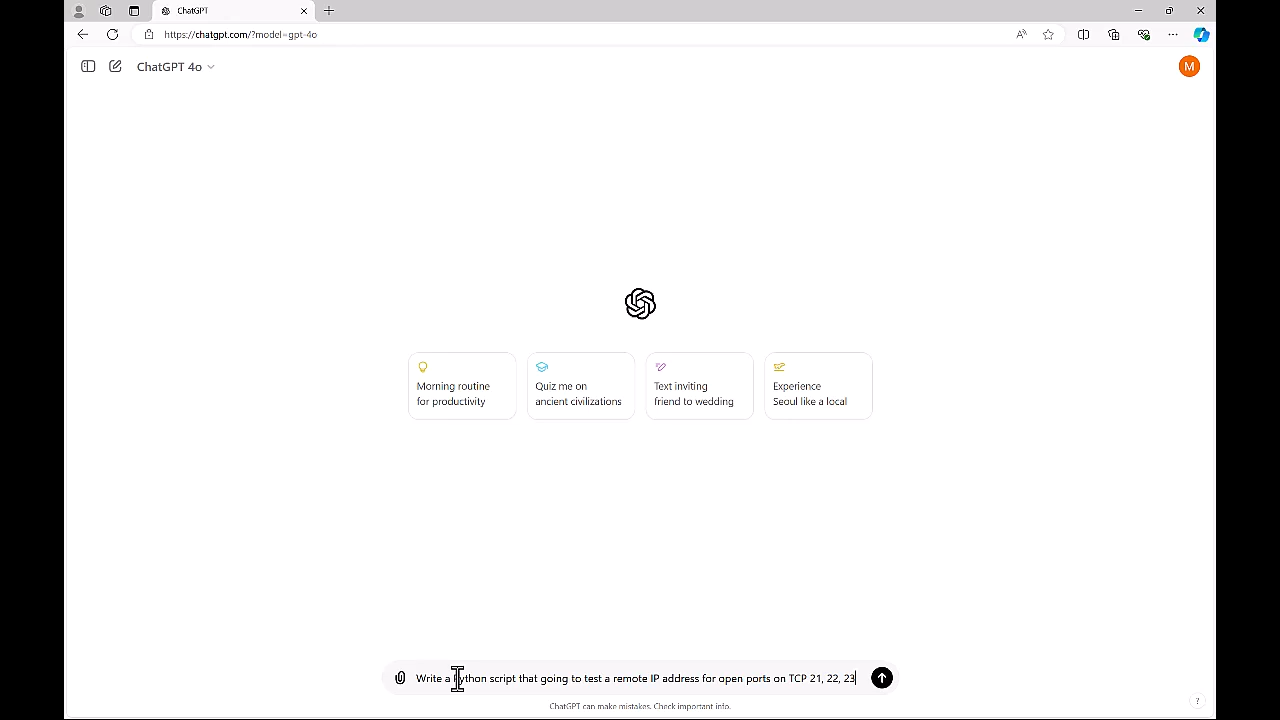 ChatGPT
https://chatgpt.com/?model=gpt-4o
ChatGPT 4o
M
Morning routine
for productivity
Quiz me on
ancient civilizations
Text inviting
friend to wedding
Experience
Seoul like a local
Write a Python script that going to test a remote IP address for open ports on TCP 21, 22, 23
ChatGPT can make mistakes. Check important info.
?